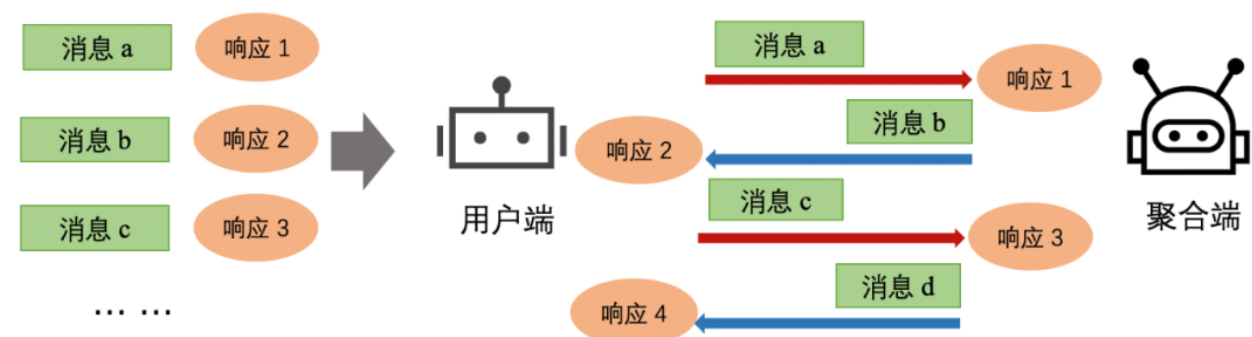 消息 a
响应 1
消息 b
响应 2
消息 c
响应 3
... ...
用户端
消息 a
响应 1
消息 b
响应 2
消息 c
响应 3
消息 d
响应 4
聚合端